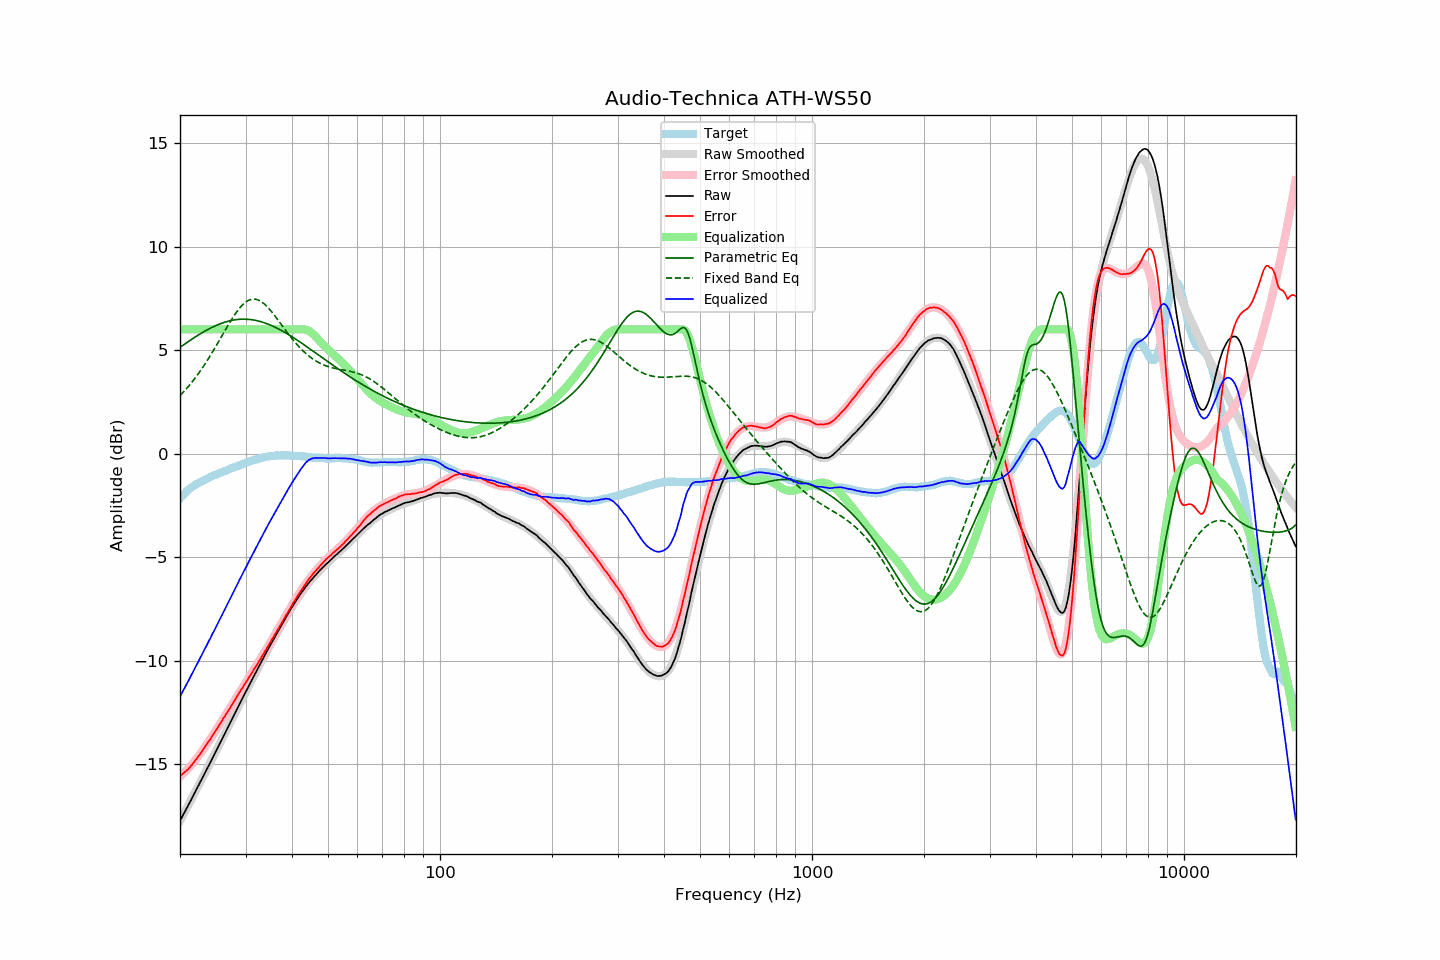 Audio-Technica ATH-WS50
Target
Raw Smoothed
Error Smoothed
Raw
Error
Equalization
Parametric Eq
Fixed Band Eq
Equalized
15
10
5
0
−5
−10
−15
Amplitude (dBr)
100
1000
10000
Frequency (Hz)